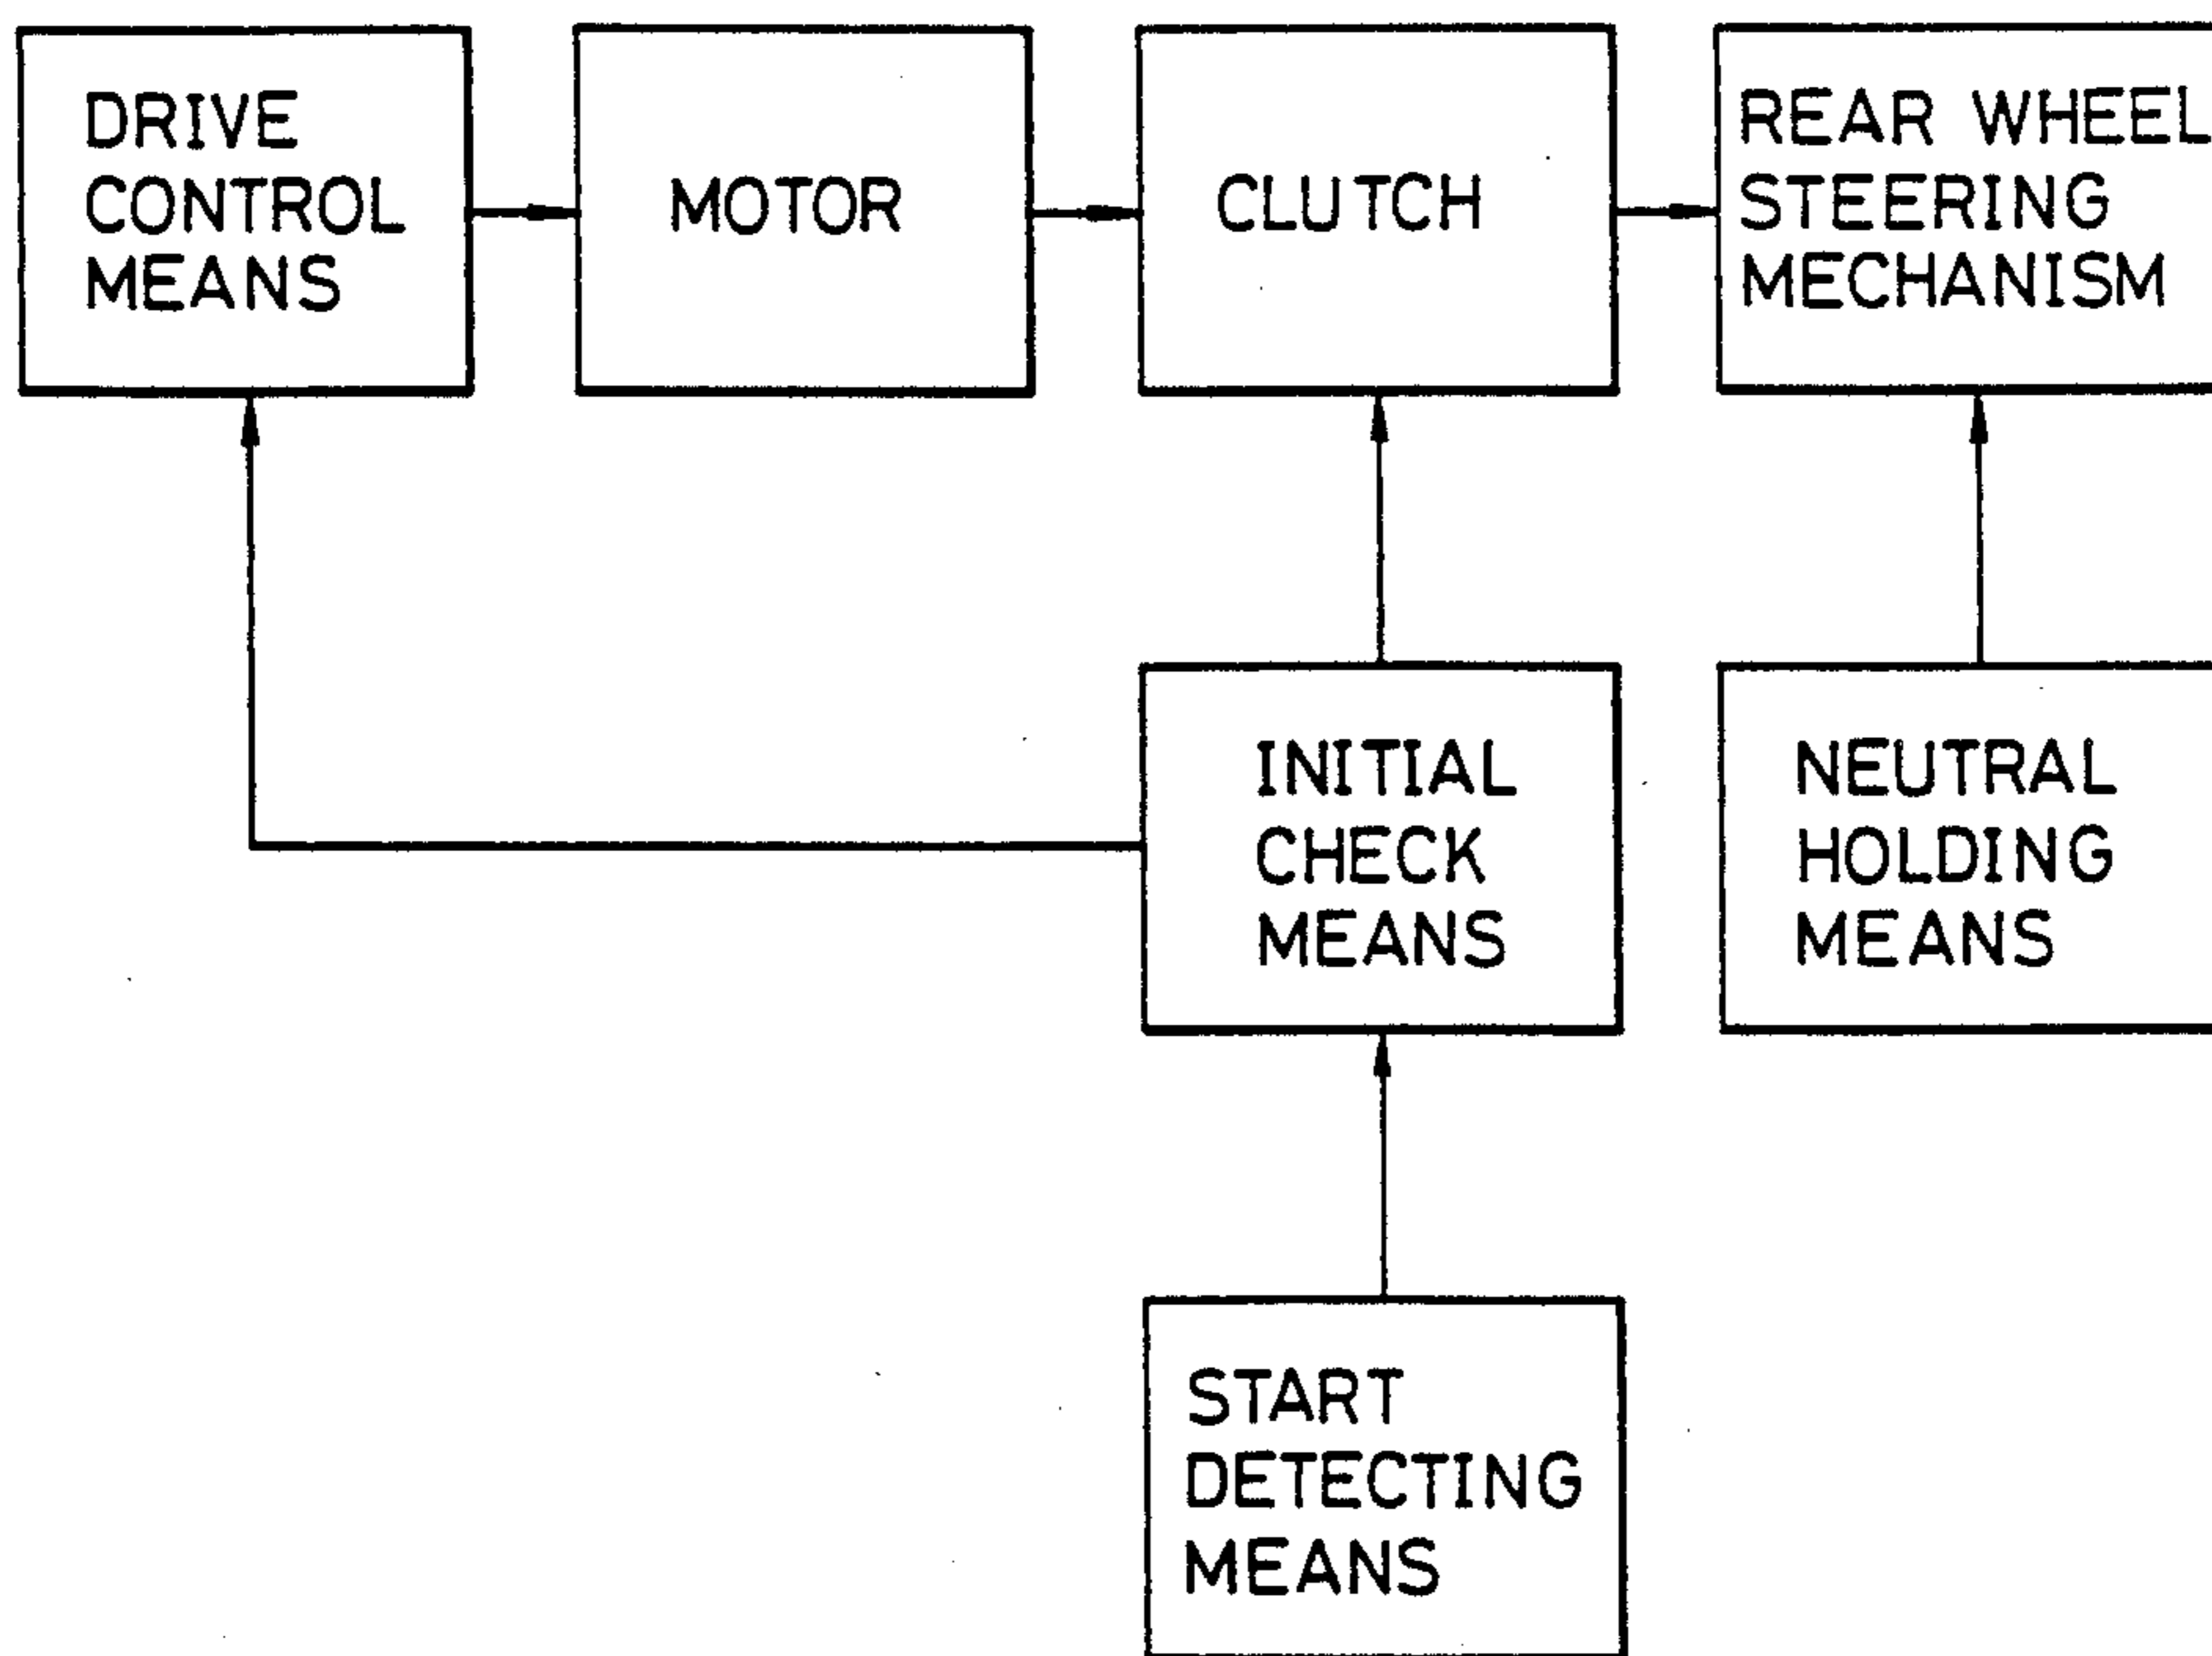 DRIVE
CONTROL
MEANS
MOTOR
CLUTCH
REAR WHEEL
STEERING
MECHANISM
INITIAL
CHECK
MEANS
NEUTRAL
HOLDING
MEANS
START
DETECTING
MEANS